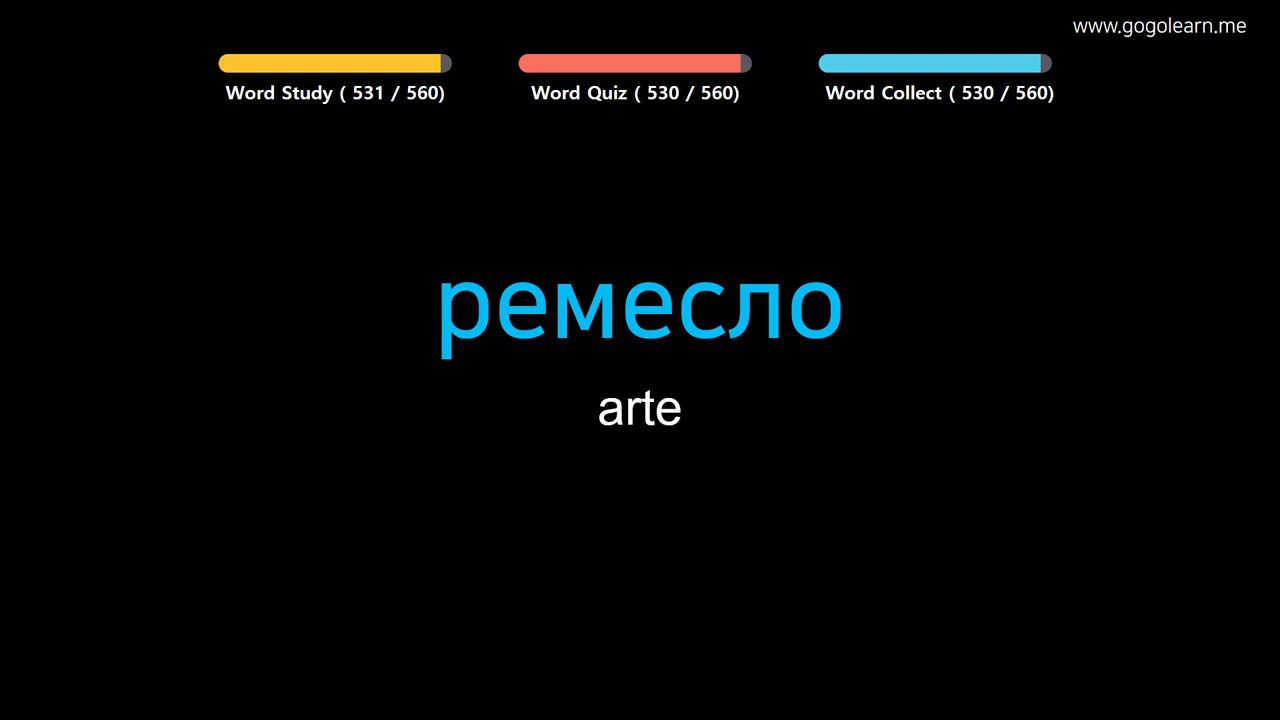 www.gogolearn.me
Word Study ( 531 / 560)
Word Quiz ( 530 / 560)
Word Collect ( 530 / 560)
ремесло
arte